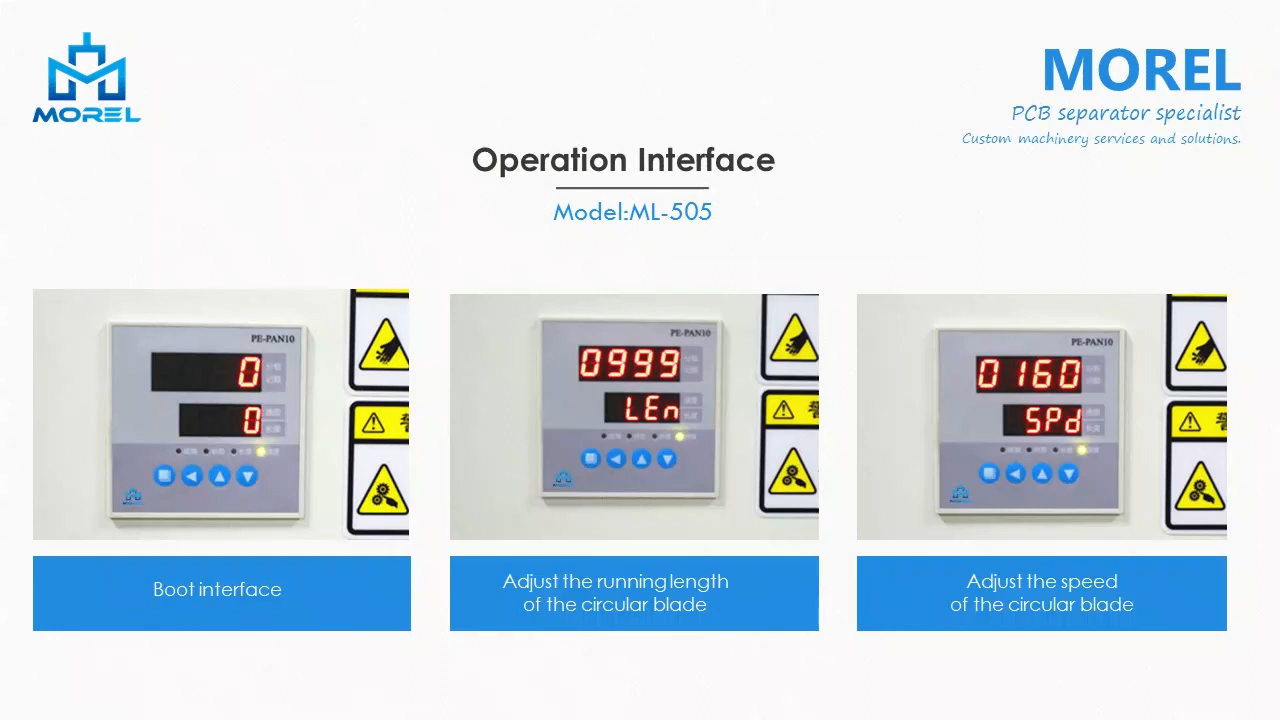 MOREL
MOREL
PCB separator specialist
Custom machinery services and solutions.
Operation Interface
Model:ML-505
PE-PAN10
0
0
PE-PAN10
0999
LEn
PE-PAN10
0160
SPd
Boot interface
Adjust the running length
of the circular blade
Adjust the speed
of the circular blade